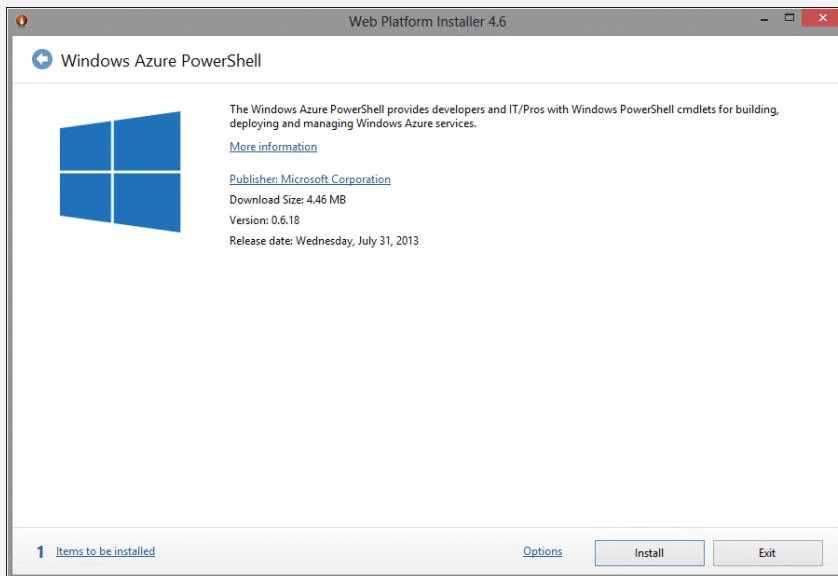 Web Platform Installer 4.6
Windows Azure PowerShell
The Windows Azure PowerShell provides developers and IT/Pros with Windows PowerShell cmdlets for building,
deploying and managing Windows Azure services.
More information
Publisher: Microsoft Corporation
Download Size: 4.46 MB
Version: 0.6.18
Release date: Wednesday, July 31, 2013
1 Items to be installed Options Install Exit